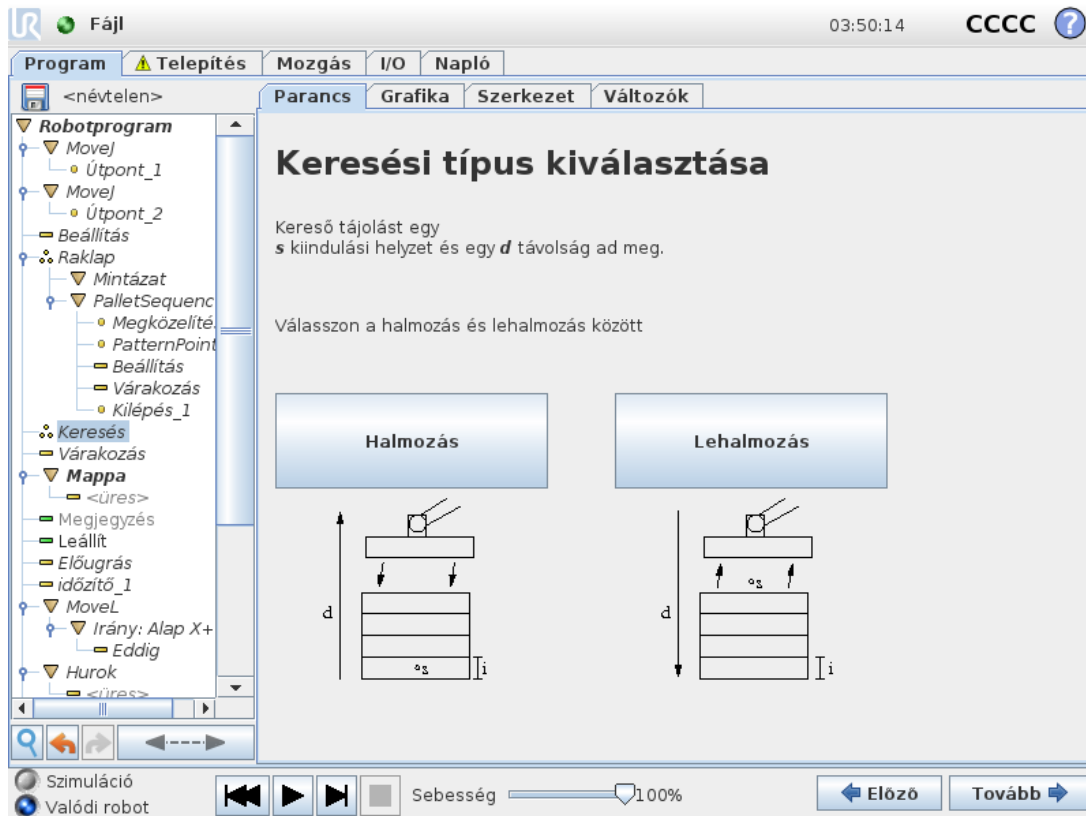 Fájl
03:50:14
CCCC
?
Program
Telepítés
Mozgás
I/O
Napló
<névtelen>
Parancs
Grafika
Szerkezet
Változók
Robotprogram
MoveJ
Útpont_1
MoveJ
Útpont_2
Beállítás
Raklap
Mintázat
PalletSequenc
Megközelítés
PatternPoint
Beállítás
Várakozás
Kilépés_1
Keresés
Várakozás
Mappa
<üres>
Megjegyzés
Leállít
Előugrás
időzítő_1
MoveL
Irány: Alap X+
Eddig
Hurok
<üres>
Keresési típus kiválasztása
Kereső tájolást egy
s kiindulási helyzet és egy d távolság ad meg.
Válasszon a halmozás és lehalmozás között
Halmozás
Lehalmozás
d
s
i
d
s
i
Szimuláció
Valódi robot
Sebesség
100%
Előző
Tovább